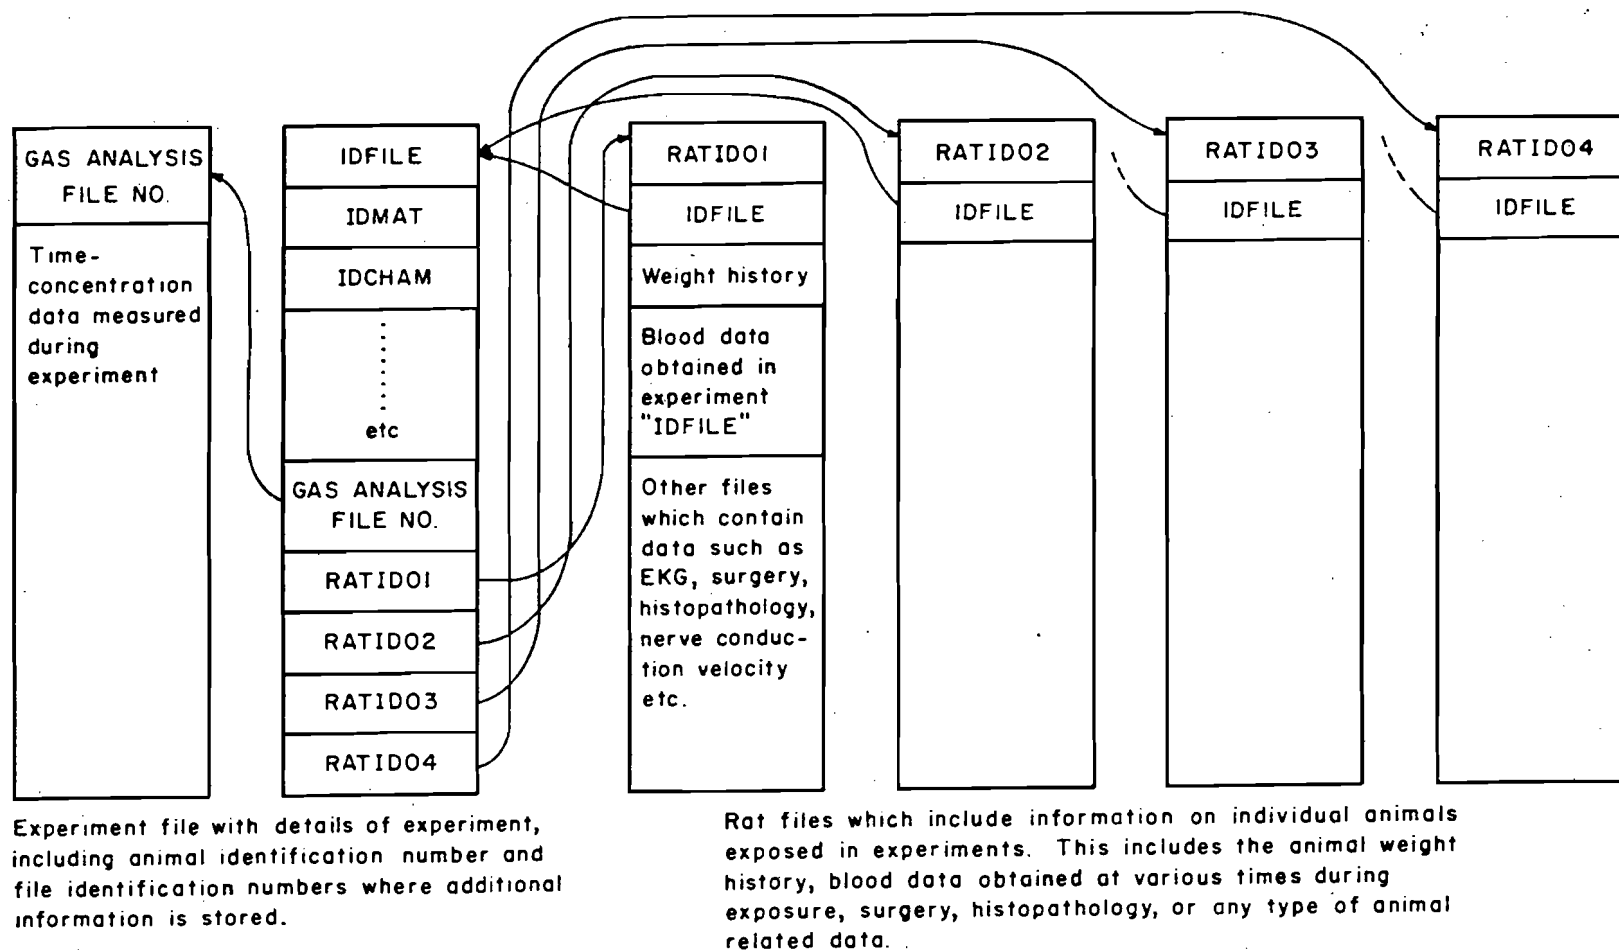 GAS ANALYSIS
FILE NO.
Time-
concentration
data measured
during
experiment
IDFILE
IDMAT
IDCHAM
etc
GAS ANALYSIS
FILE NO.
RATID01
RATID02
RATID03
RATID04
RATID01
IDFILE
Weight history
Blood data
obtained in
experiment
"IDFILE"
Other files
which contain
data such as
EKG, surgery,
histopathology,
nerve conduc-
tion velocity
etc.
RATID02
IDFILE
RATID03
IDFILE
RATID04
IDFILE
Experiment file with details of experiment,
including animal identification number and
file identification numbers where additional
information is stored.
Rat files which include information on individual animals
exposed in experiments. This includes the animal weight
history, blood data obtained at various times during
exposure, surgery, histopathology, or any type of animal
related data.